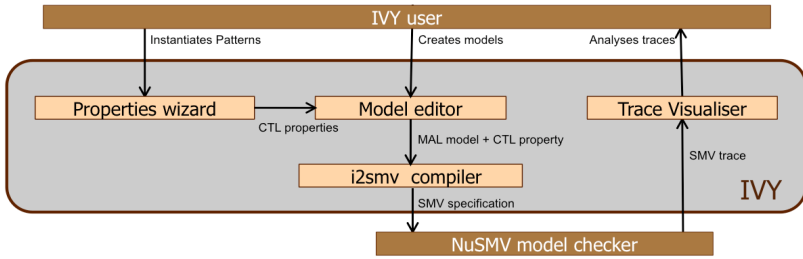 IVY user
Instantiates Patterns
Creates models
Analyses traces
Properties wizard
Model editor
Trace Visualiser
CTL properties
MAL model + CTL property
SMV trace
i2smv compiler
IVY
SMV specification
NuSMV model checker